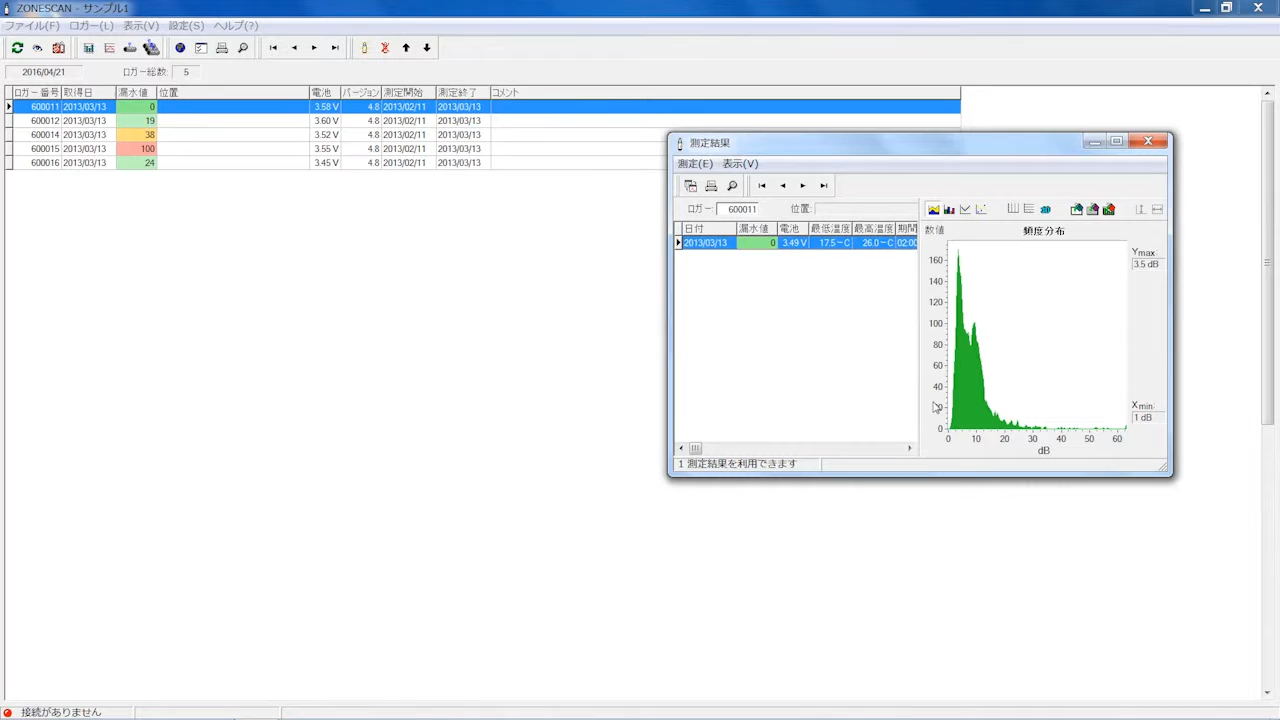 ZONESCAN - サンプル1
ファイル(F) ロガー(L) 表示(V) 設定(S) ヘルプ(?)
2016/04/21 ロガー総数: 5
ロガー番号 取得日 漏水値 位置 電池 バージョン 測定開始 測定終了 コメント
600011 2013/03/13 0 3.58 V 4.8 2013/02/11 2013/03/13
600012 2013/03/13 19 3.60 V 4.8 2013/02/11 2013/03/13
600014 2013/03/13 38 3.52 V 4.8 2013/02/11 2013/03/13
600015 2013/03/13 100 3.55 V 4.8 2013/02/11 2013/03/13
600016 2013/03/13 24 3.45 V 4.8 2013/02/11 2013/03/13
測定結果
測定(E) 表示(V)
ロガー: 600011 位置:
日付 漏水値 電池 最低温度 最高温度 期間
2013/03/13 0 3.49 V 17.5－C 26.0－C 02:00
数値 頻度分布
Ymax
3.5 dB
160
140
120
100
80
60
40
20
0
Xmin
1 dB
0 10 20 30 40 50 60
dB
1 測定結果を利用できます
接続がありません